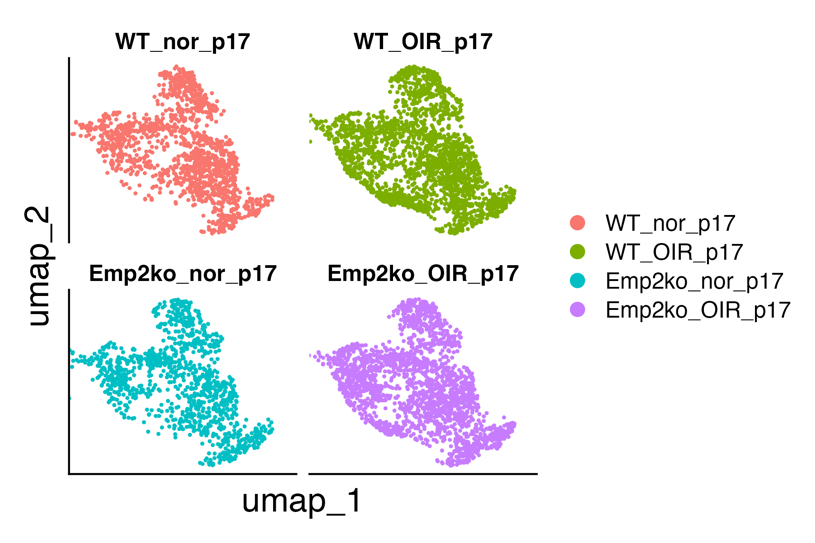 WT_nor_p17
WT_OIR_p17
Emp2ko_nor_p17
Emp2ko_OIR_p17
umap_2
umap_1
WT_nor_p17
WT_OIR_p17
Emp2ko_nor_p17
Emp2ko_OIR_p17